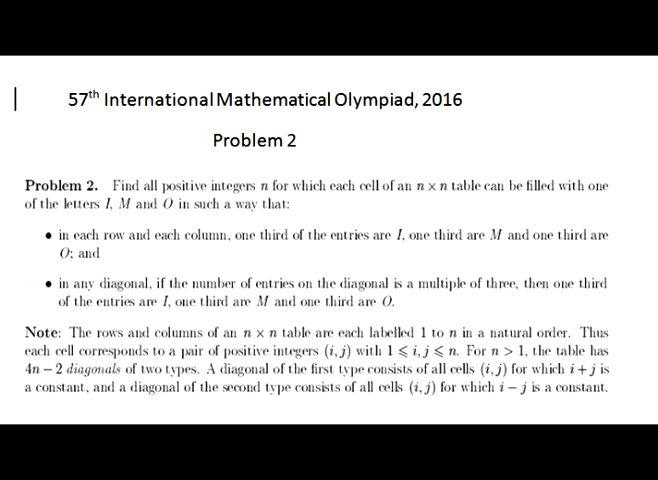 57th International Mathematical Olympiad, 2016
Problem 2
Problem 2. Find all positive integers n for which each cell of an n × n table can be filled with one
of the letters I, M and O in such a way that:
• in each row and each column, one third of the entries are I, one third are M and one third are
O; and
• in any diagonal, if the number of entries on the diagonal is a multiple of three, then one third
of the entries are I, one third are M and one third are O.
Note: The rows and columns of an n × n table are each labelled 1 to n in a natural order. Thus
each cell corresponds to a pair of positive integers (i, j) with 1 ⩽ i, j ⩽ n. For n > 1, the table has
4n − 2 diagonals of two types. A diagonal of the first type consists of all cells (i, j) for which i + j is
a constant, and a diagonal of the second type consists of all cells (i, j) for which i − j is a constant.